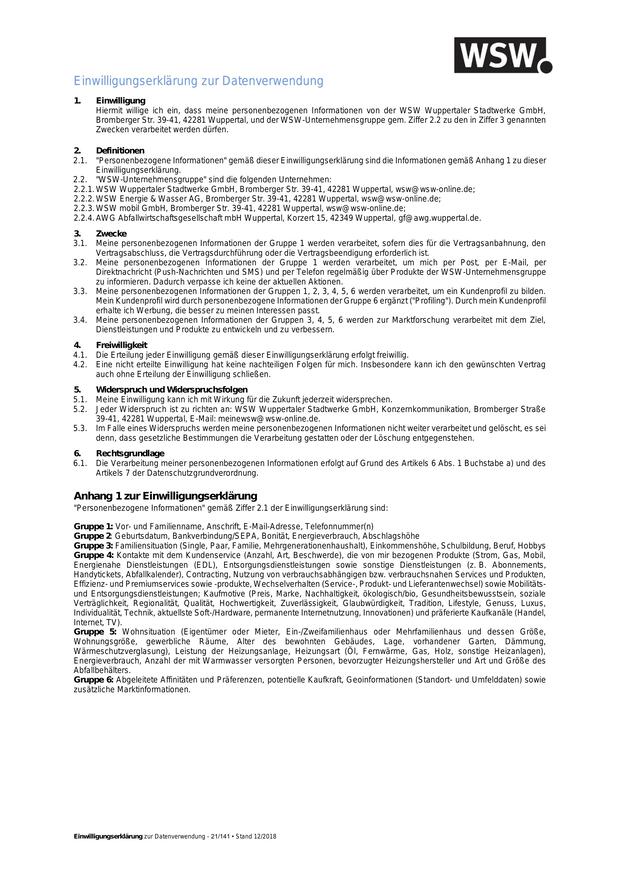 WSW.
Einwilligungserklärung zur Datenverwendung
1. Einwilligung
Hiermit willige ich ein, dass meine personenbezogenen Informationen von der WSW Wuppertaler Stadtwerke GmbH,
Bromberger Str. 39-41, 42281 Wuppertal, und der WSW-Unternehmensgruppe gem. Ziffer 2.2 zu den in Ziffer 3 genannten
Zwecken verarbeitet werden dürfen.
2. Definitionen
2.1. "Personenbezogene Informationen" gemäß dieser Einwilligungserklärung sind die Informationen gemäß Anhang 1 zu dieser
Einwilligungserklärung.
2.2. "WSW-Unternehmensgruppe" sind die folgenden Unternehmen:
2.2.1. WSW Wuppertaler Stadtwerke GmbH, Bromberger Str. 39-41, 42281 Wuppertal, wsw@wsw-online.de;
2.2.2. WSW Energie & Wasser AG, Bromberger Str. 39-41, 42281 Wuppertal, wsw@wsw-online.de;
2.2.3. WSW mobil GmbH, Bromberger Str. 39-41, 42281 Wuppertal, wsw@wsw-online.de;
2.2.4. AWG Abfallwirtschaftsgesellschaft mbH Wuppertal, Korzert 15, 42349 Wuppertal, gf@awg.wuppertal.de.
3. Zwecke
3.1. Meine personenbezogenen Informationen der Gruppe 1 werden verarbeitet, sofern dies für die Vertragsanbahnung, den
Vertragsabschluss, die Vertragsdurchführung oder die Vertragsbeendigung erforderlich ist.
3.2. Meine personenbezogenen Informationen der Gruppe 1 werden verarbeitet, um mich per Post, per E-Mail, per
Direktnachricht (Push-Nachrichten und SMS) und per Telefon regelmäßig über Produkte der WSW-Unternehmensgruppe
zu informieren. Dadurch verpasse ich keine der aktuellen Aktionen.
3.3. Meine personenbezogenen Informationen der Gruppen 1, 2, 3, 4, 5, 6 werden verarbeitet, um ein Kundenprofil zu bilden.
Mein Kundenprofil wird durch personenbezogene Informationen der Gruppe 6 ergänzt ("Profiling"). Durch mein Kundenprofil
erhalte ich Werbung, die besser zu meinen Interessen passt.
3.4. Meine personenbezogenen Informationen der Gruppen 3, 4, 5, 6 werden zur Marktforschung verarbeitet mit dem Ziel,
Dienstleistungen und Produkte zu entwickeln und zu verbessern.
4. Freiwilligkeit
4.1. Die Erteilung jeder Einwilligung gemäß dieser Einwilligungserklärung erfolgt freiwillig.
4.2. Eine nicht erteilte Einwilligung hat keine nachteiligen Folgen für mich. Insbesondere kann ich den gewünschten Vertrag
auch ohne Erteilung der Einwilligung schließen.
5. Widerspruch und Widerspruchsfolgen
5.1. Meine Einwilligung kann ich mit Wirkung für die Zukunft jederzeit widersprechen.
5.2. Jeder Widerspruch ist zu richten an: WSW Wuppertaler Stadtwerke GmbH, Konzernkommunikation, Bromberger Straße
39-41, 42281 Wuppertal, E-Mail: meinewsw@wsw-online.de.
5.3. Im Falle eines Widerspruchs werden meine personenbezogenen Informationen nicht weiter verarbeitet und gelöscht, es sei
denn, dass gesetzliche Bestimmungen die Verarbeitung gestatten oder der Löschung entgegenstehen.
6. Rechtsgrundlage
6.1. Die Verarbeitung meiner personenbezogenen Informationen erfolgt auf Grund des Artikels 6 Abs. 1 Buchstabe a) und des
Artikels 7 der Datenschutzgrundverordnung.
Anhang 1 zur Einwilligungserklärung
"Personenbezogene Informationen" gemäß Ziffer 2.1 der Einwilligungserklärung sind:
Gruppe 1: Vor- und Familienname, Anschrift, E-Mail-Adresse, Telefonnummer(n)
Gruppe 2: Geburtsdatum, Bankverbindung/SEPA, Bonität, Energieverbrauch, Abschlagshöhe
Gruppe 3: Familiensituation (Single, Paar, Familie, Mehrgenerationenhaushalt), Einkommenshöhe, Schulbildung, Beruf, Hobbys
Gruppe 4: Kontakte mit dem Kundenservice (Anzahl, Art, Beschwerde), die von mir bezogenen Produkte (Strom, Gas, Mobil,
Energienahe Dienstleistungen (EDL), Entsorgungsdienstleistungen sowie sonstige Dienstleistungen (z. B. Abonnements,
Handytickets, Abfallkalender), Contracting, Nutzung von verbrauchsabhängigen bzw. verbrauchsnahen Services und Produkten,
Effizienz- und Premiumservices sowie -produkte, Wechselverhalten (Service-, Produkt- und Lieferantenwechsel) sowie Mobilitäts-
und Entsorgungsdienstleistungen; Kaufmotive (Preis, Marke, Nachhaltigkeit, ökologisch/bio, Gesundheitsbewusstsein, soziale
Verträglichkeit, Regionalität, Qualität, Hochwertigkeit, Zuverlässigkeit, Glaubwürdigkeit, Tradition, Lifestyle, Genuss, Luxus,
Individualität, Technik, aktuellste Soft-/Hardware, permanente Internetnutzung, Innovationen) und präferierte Kaufkanäle (Handel,
Internet, TV).
Gruppe 5: Wohnsituation (Eigentümer oder Mieter, Ein-/Zweifamilienhaus oder Mehrfamilienhaus und dessen Größe,
Wohnungsgröße, gewerbliche Räume, Alter des bewohnten Gebäudes, Lage, vorhandener Garten, Dämmung,
Wärmeschutzverglasung), Leistung der Heizungsanlage, Heizungsart (Öl, Fernwärme, Gas, Holz, sonstige Heizanlagen),
Energieverbrauch, Anzahl der mit Warmwasser versorgten Personen, bevorzugter Heizungshersteller und Art und Größe des
Abfallbehälters.
Gruppe 6: Abgeleitete Affinitäten und Präferenzen, potentielle Kaufkraft, Geoinformationen (Standort- und Umfelddaten) sowie
zusätzliche Marktinformationen.
Einwilligungserklärung zur Datenverwendung - 21/141 • Stand 12/2018